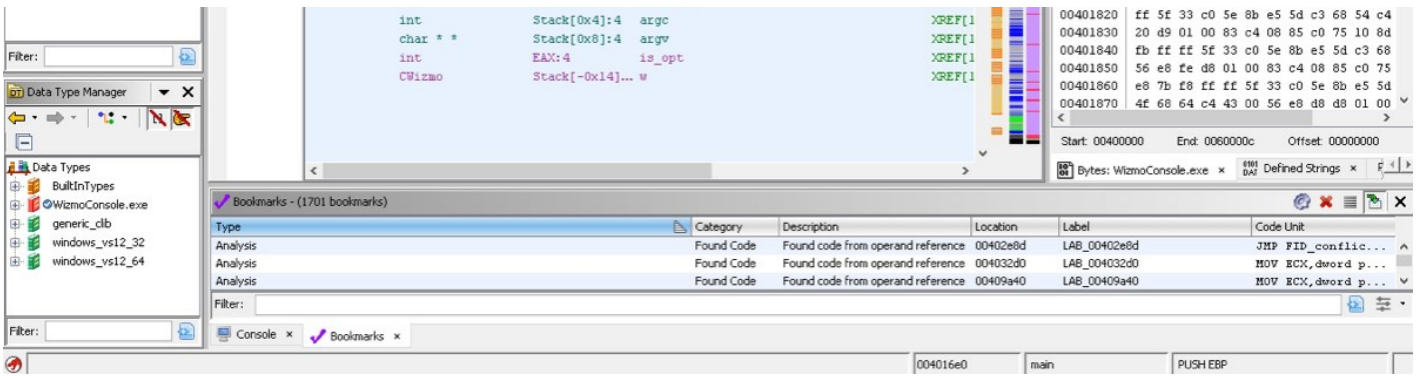 int Stack[0x4]:4 argc XREF[1
char * * Stack[0x8]:4 argv XREF[1
int EAX:4 is_opt XREF[1
CWizmo Stack[-0x14]... w XREF[1
00401820 ff 5f 33 c0 5e 8b e5 5d c3 68 54 c4
00401830 20 d9 01 00 83 c4 08 85 c0 75 10 8d
00401840 fb ff ff 5f 33 c0 5e 8b e5 5d c3 68
00401850 56 e8 fe d8 01 00 83 c4 08 85 c0 75
00401860 e8 7b f8 ff ff 5f 33 c0 5e 8b e5 5d
00401870 4f 68 64 c4 43 00 56 e8 d8 d8 01 00
Start: 00400000 End: 0060000c Offset: 00000000
Bytes: WizmoConsole.exe × Defined Strings ×
Filter:
Data Type Manager
Data Types
BuiltInTypes
WizmoConsole.exe
generic_clib
windows_vs12_32
windows_vs12_64
Filter:
Bookmarks - (1701 bookmarks)
Type Category Description Location Label Code Unit
Analysis Found Code Found code from operand reference 00402e8d LAB_00402e8d JMP FID_conflic...
Analysis Found Code Found code from operand reference 004032d0 LAB_004032d0 MOV ECX,dword p...
Analysis Found Code Found code from operand reference 00409a40 LAB_00409a40 MOV ECX,dword p...
Filter:
Console × Bookmarks ×
004016e0 main PUSH EBP